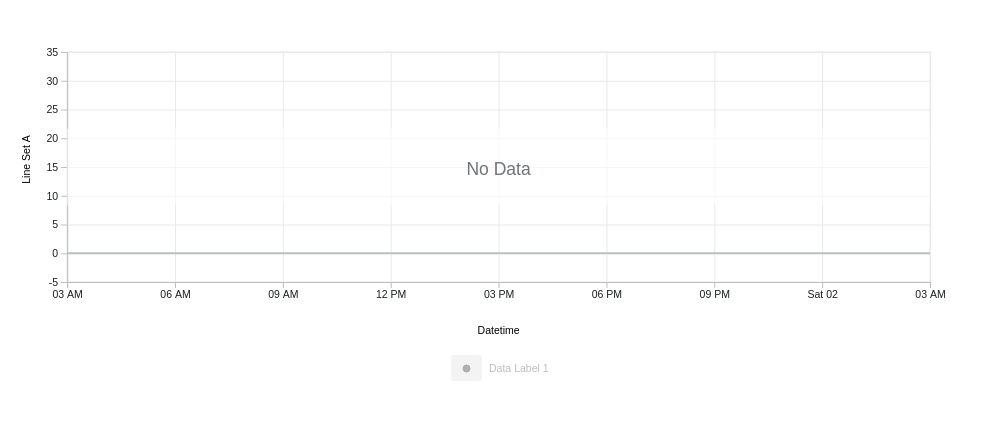 35
30
25
20
15
10
5
0
-5
Line Set A
No Data
03 AM 06 AM 09 AM 12 PM 03 PM 06 PM 09 PM Sat 02 03 AM
Datetime
Data Label 1